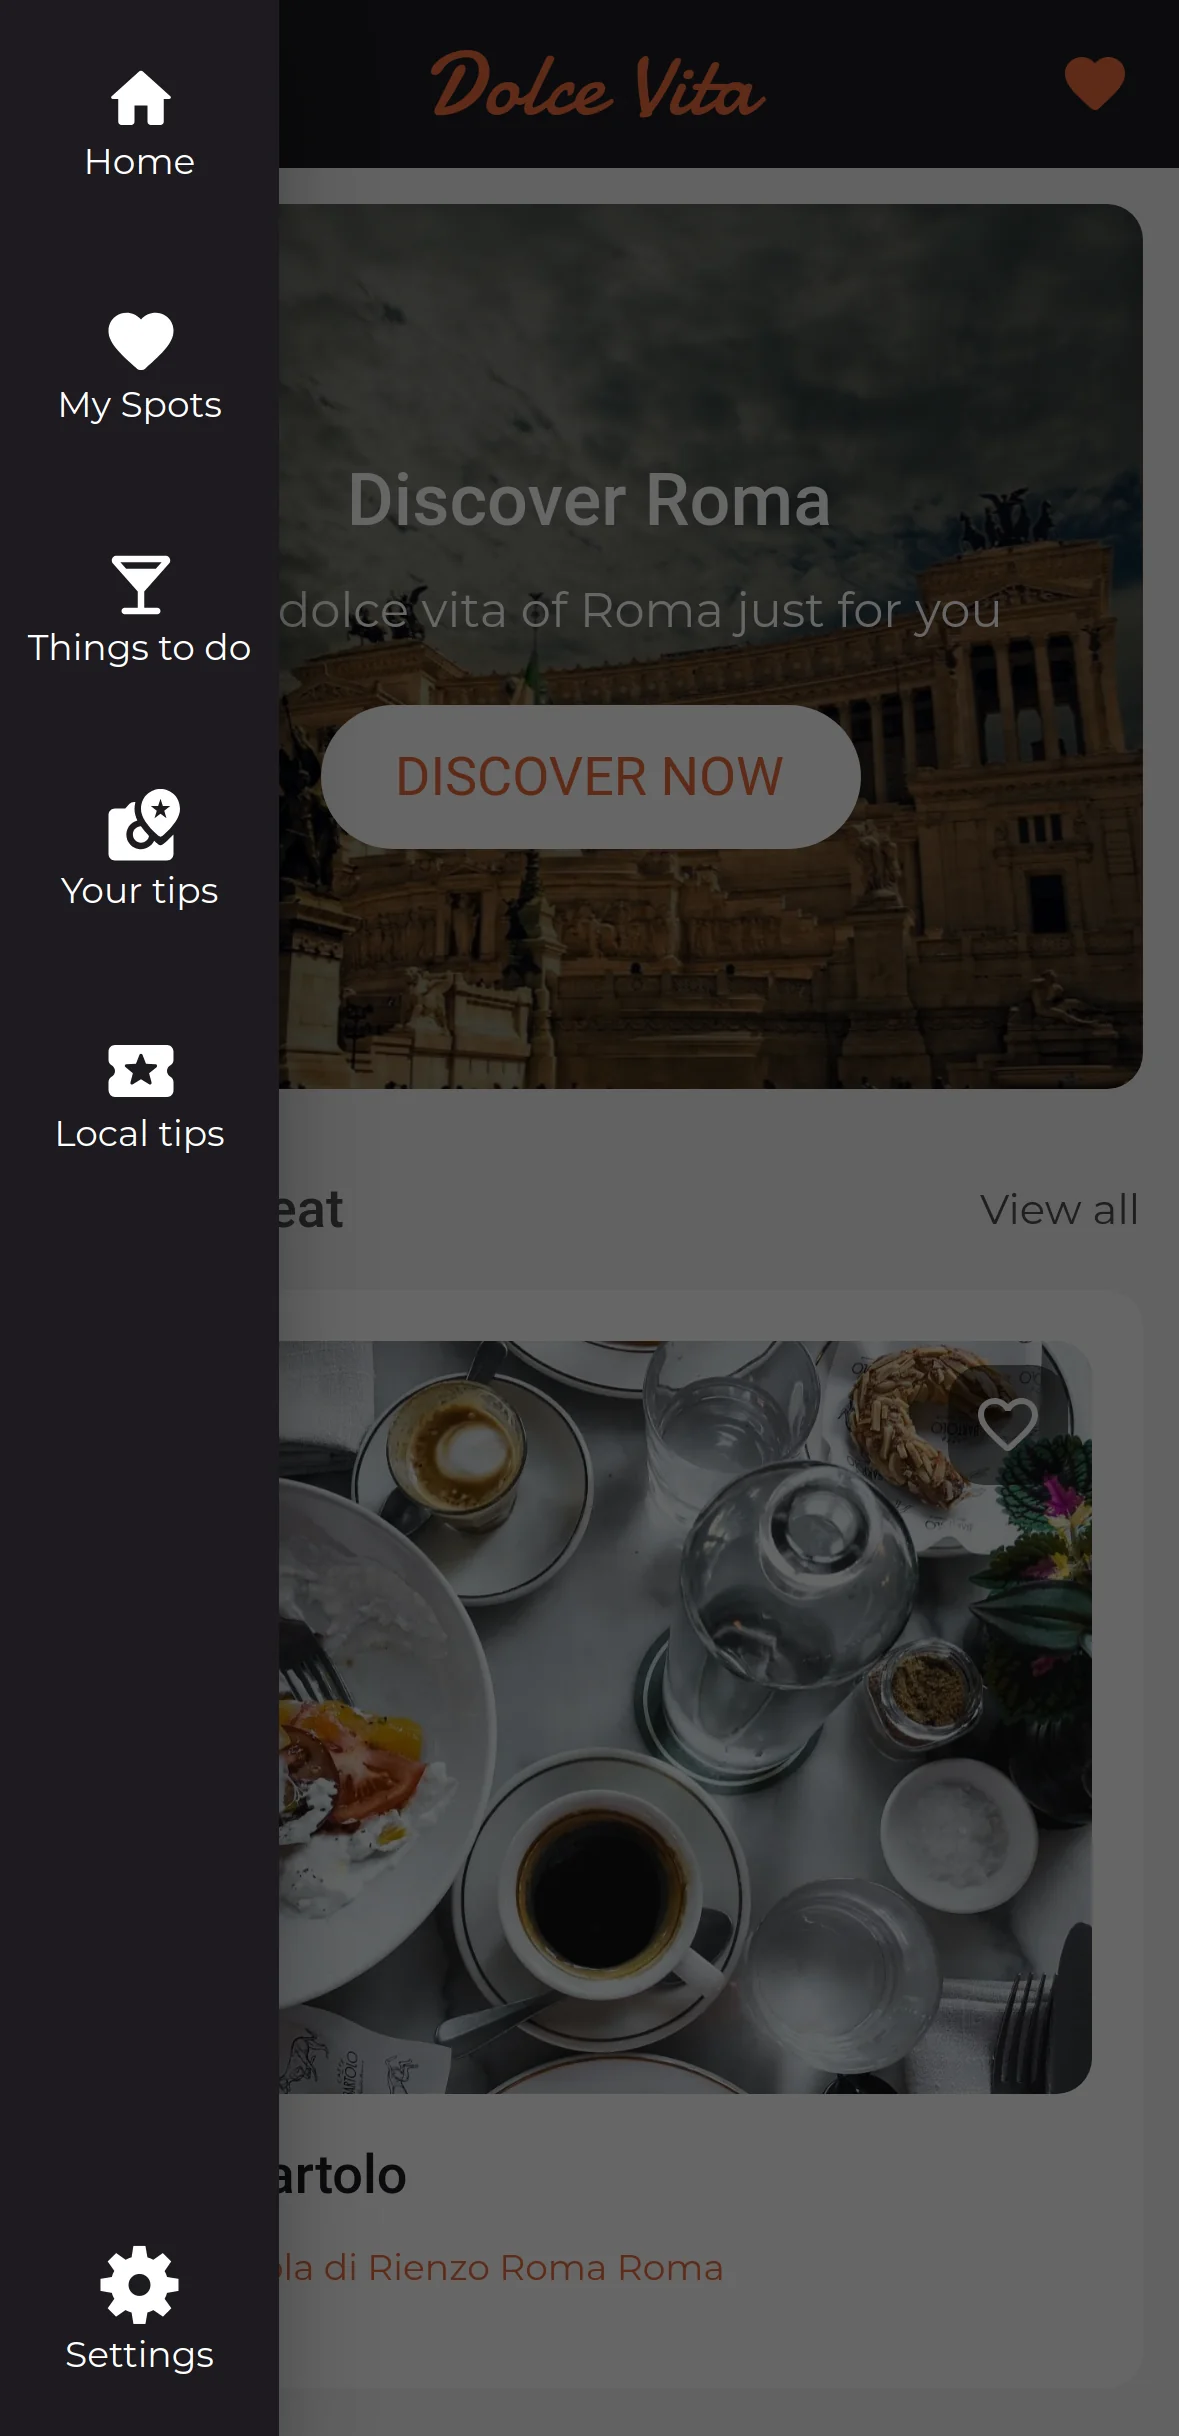 Home
My Spots
Things to do
Your tips
Local tips
Settings
Dolce Vita
Discover Roma
dolce vita of Roma just for you
DISCOVER NOW
eat
View all
artolo
la di Rienzo Roma Roma